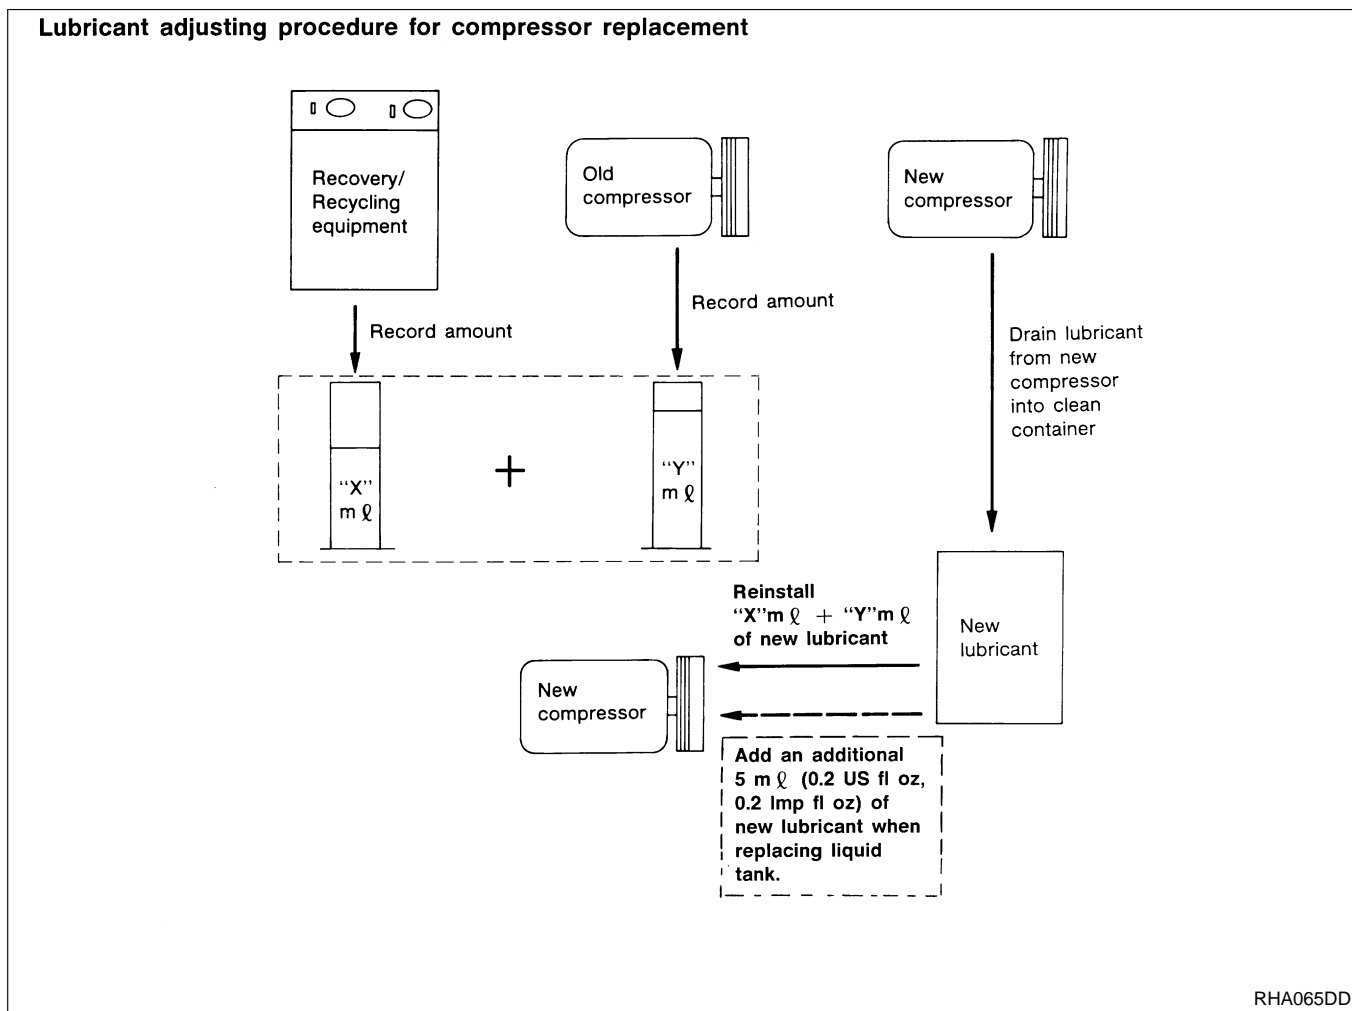 Lubricant adjusting procedure for compressor replacement
Recovery/
Recycling
equipment
Old
compressor
New
compressor
Record amount
Record amount
Drain lubricant
from new
compressor
into clean
container
“X”
m ℓ
+
“Y”
m ℓ
Reinstall
“X”m ℓ + “Y”m ℓ
of new lubricant
New
lubricant
New
compressor
Add an additional
5 m ℓ (0.2 US fl oz,
0.2 Imp fl oz) of
new lubricant when
replacing liquid
tank.
RHA065DD